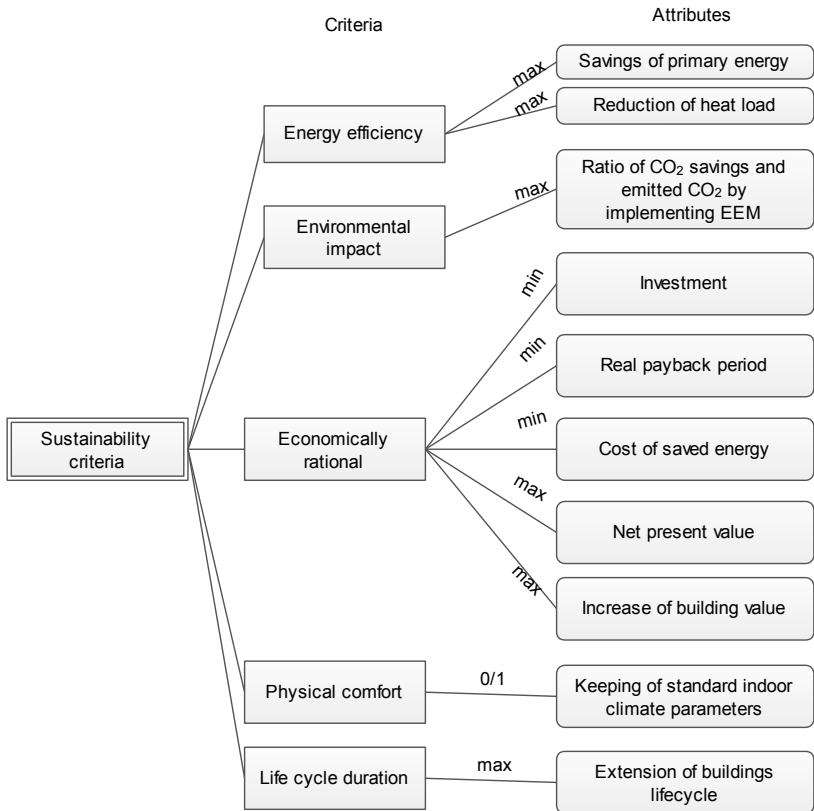 Criteria
Attributes
Sustainability
criteria
Energy efficiency
max
Savings of primary energy
max
Reduction of heat load
Environmental
impact
max
Ratio of CO₂ savings and
emitted CO₂ by
implementing EEM
Economically
rational
min
Investment
min
Real payback period
min
Cost of saved energy
max
Net present value
max
Increase of building value
Physical comfort
0/1
Keeping of standard indoor
climate parameters
Life cycle duration
max
Extension of buildings
lifecycle